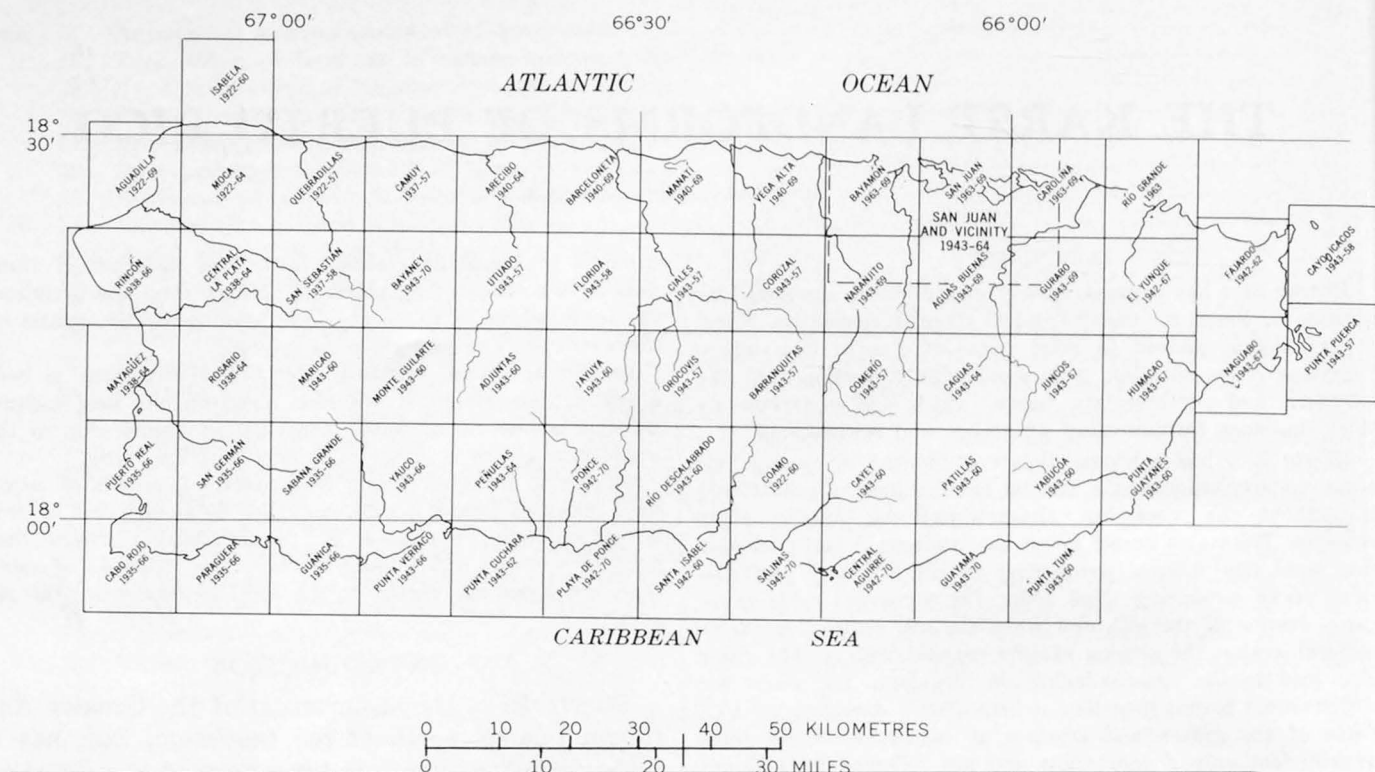 67° 00′
66° 30′
66° 00′
ATLANTIC OCEAN
18°
30′
ISABELA
1922–60
AGUADILLA
1922–69
MOCA
QUEBRADILLAS
1922–57
CAMUY
1937–57
ARECIBO
1940–64
BARCELONETA
1940–69
MANATÍ
1940–69
VEGA ALTA
1940–69
BAYAMÓN
1963–69
SAN JUAN
1963–69
CAROLINA
1963–69
RIO GRANDE
1963
SAN JUAN
AND VICINITY
1943–64
RINCÓN
1938–66
CENTRAL
LA PLATA
1938–64
SAN SEBASTIÁN
1937–58
BAYANEY
1943–70
UTUADO
1943–57
FLORIDA
1943–58
CIALES
1943–57
COROZAL
1943–57
NARANJITO
1943–69
AGUAS BUENAS
1943–69
GURABO
1943–69
EL YUNQUE
1942–67
FAJARDO
1942–62
CAYO ICACOS
1943–58
MAYAGÜEZ
1938–64
ROSARIO
1938–64
MARICAO
1943–60
MONTE GUILARTE
1943–60
ADJUNTAS
1943–60
JAYUYA
1943–60
OROCOVIS
1943–57
BARRANQUITAS
1943–57
COMERÍO
1943–57
CAGUAS
1943–64
JUNCOS
1943–67
HUMACAO
1943–67
NAGUABO
1943–67
PUNTA PUERCA
1943–57
PUERTO REAL
1935–66
SAN GERMÁN
1935–66
SABANA GRANDE
1935–66
YAUCO
1943–66
PEÑUELAS
1943–64
PONCE
1942–70
RÍO DESCALABRADO
1943–60
COAMO
1922–60
CAYEY
1943–60
PATILLAS
1943–60
YABUCOA
1943–60
PUNTA
GUAYANES
1943–60
18°
00′
CABO ROJO
1935–66
PARGUERA
1935–66
GUÁNICA
1935–66
PUNTA VERRACO
1943–66
PUNTA CUCHARA
1943–62
PLAYA DE PONCE
1942–70
SANTA ISABEL
1942–60
SALINAS
1942–70
CENTRAL
AGUIRRE
1942–70
GUAYAMA
1943–70
PUNTA TUNA
1943–60
CARIBBEAN SEA
0 10 20 30 40 50 KILOMETRES
0 10 20 30 MILES